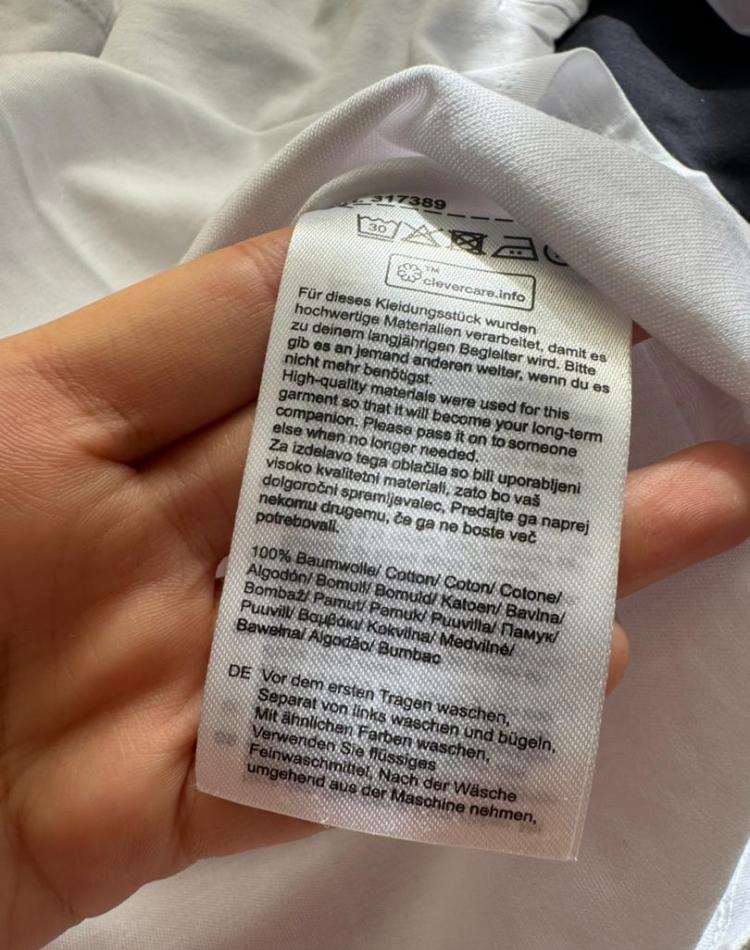 317389
30
™
clevercare.info
Für dieses Kleidungsstück wurden
hochwertige Materialien verarbeitet, damit es
zu deinem langjährigen Begleiter wird. Bitte
gib es an jemand anderen weiter, wenn du es
nicht mehr benötigst.
High-quality materials were used for this
garment so that it will become your long-term
companion. Please pass it on to someone
else when no longer needed.
Za izdelavo tega oblačila so bili uporabljeni
visoko kvalitetni materiali, zato bo vaš
dolgoročni spremljevalec, Predajte ga naprej
nekomu drugemu, če ga ne boste več
potrebovali.
100% Baumwolle/ Cotton/ Coton/ Cotone/
Algodón/ Bomull/ Bomuld/ Katoen/ Bavlna/
Bombaž/ Pamut/ Pamuk/ Puuvilla/ Памук/
Puuvill/ Βαμβάκι/ Kokvilna/ Medvilnė/
Bawełna/ Algodão/ Bumbac
DE Vor dem ersten Tragen waschen,
Separat von links waschen und bügeln,
Mit ähnlichen Farben waschen,
Verwenden Sie flüssiges
Feinwaschmittel, Nach der Wäsche
umgehend aus der Maschine nehmen,